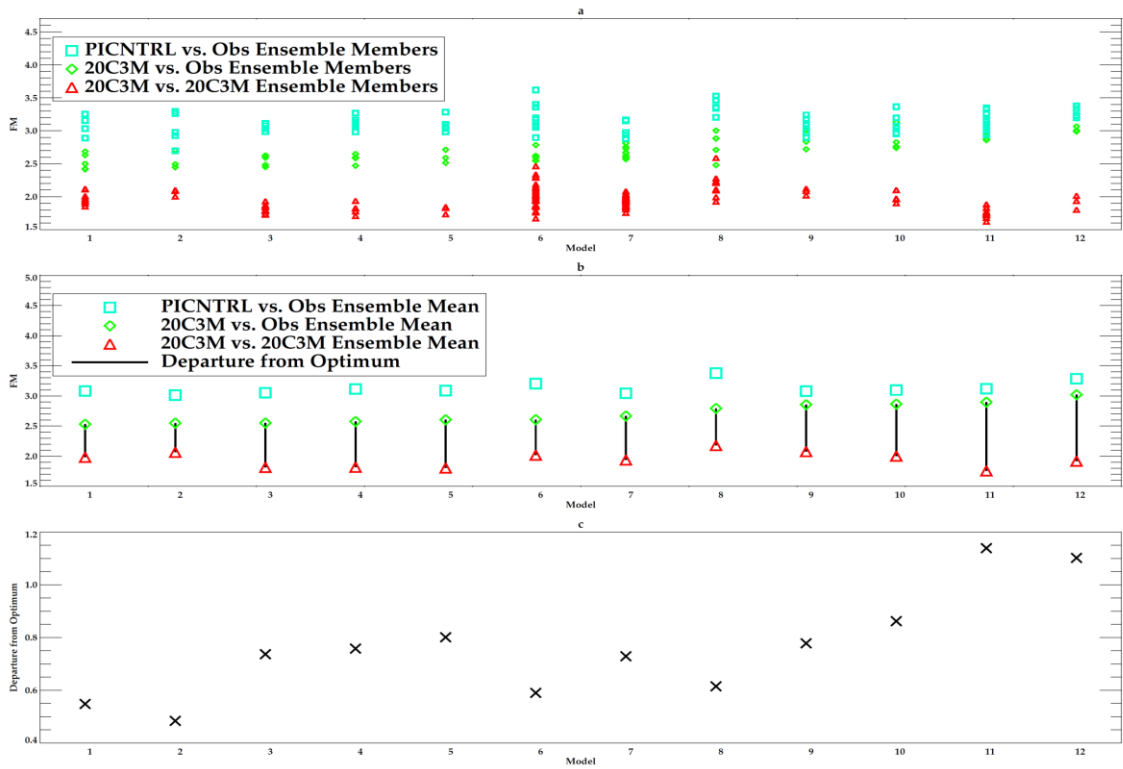 a
4.5
4.0
3.5
3.0
2.5
2.0
1.5
FM
PICNTRL vs. Obs Ensemble Members
20C3M vs. Obs Ensemble Members
20C3M vs. 20C3M Ensemble Members
1 2 3 4 5 6 7 8 9 10 11 12
Model
b
5.0
4.5
4.0
3.5
3.0
2.5
2.0
1.5
FM
PICNTRL vs. Obs Ensemble Mean
20C3M vs. Obs Ensemble Mean
20C3M vs. 20C3M Ensemble Mean
Departure from Optimum
1 2 3 4 5 6 7 8 9 10 11 12
Model
c
1.2
1.0
0.8
0.6
0.4
Departure from Optimum
1 2 3 4 5 6 7 8 9 10 11 12
Model